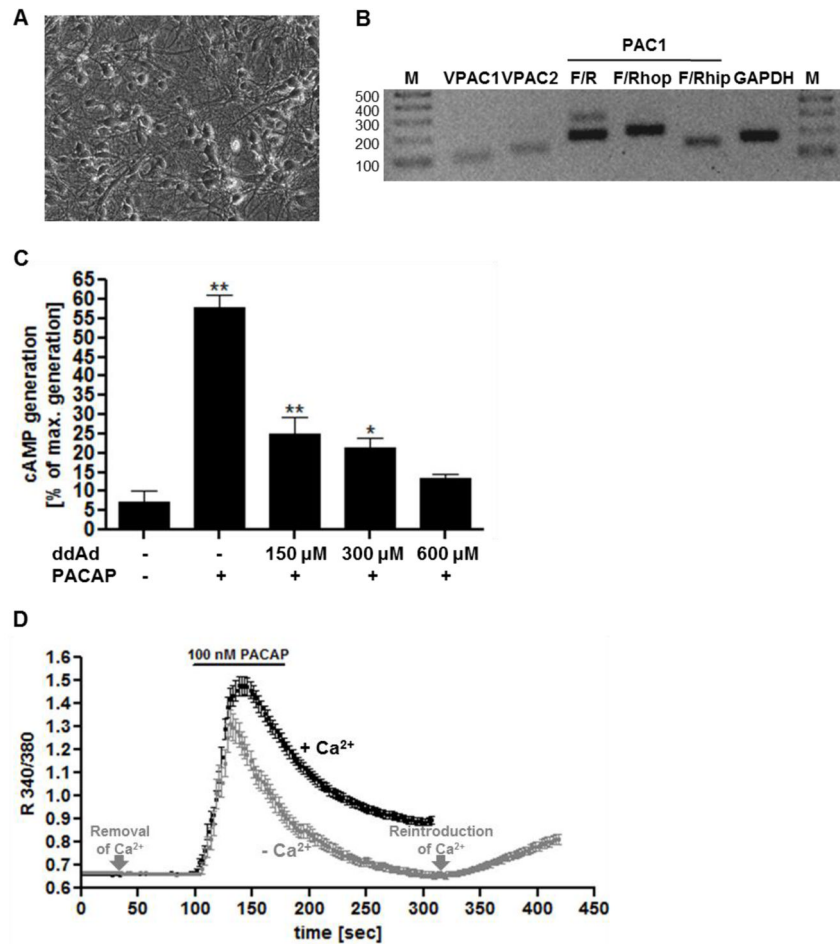 A
B
PAC1
M VPAC1 VPAC2 F/R F/Rhop F/Rhip GAPDH M
500
400
300
200
100
C
cAMP generation
[% of max. generation]
65
60
55
50
45
40
35
30
25
20
15
10
5
0
**
**
*
ddAd - - 150 µM 300 µM 600 µM
PACAP - + + + +
D
100 nM PACAP
R 340/380
1.6
1.5
1.4
1.3
1.2
1.1
1.0
0.9
0.8
0.7
0.6
+ Ca²⁺
- Ca²⁺
Removal
of Ca²⁺
Reintroduction
of Ca²⁺
0 50 100 150 200 250 300 350 400 450
time [sec]